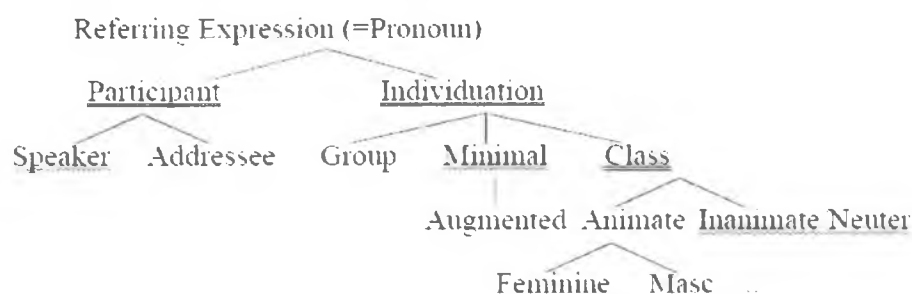 Referring Expression (=Pronoun)
Participant Individuation
Speaker Addressee Group Minimal Class
Augmented Animate Inanimate Neuter
Feminine Masc ...